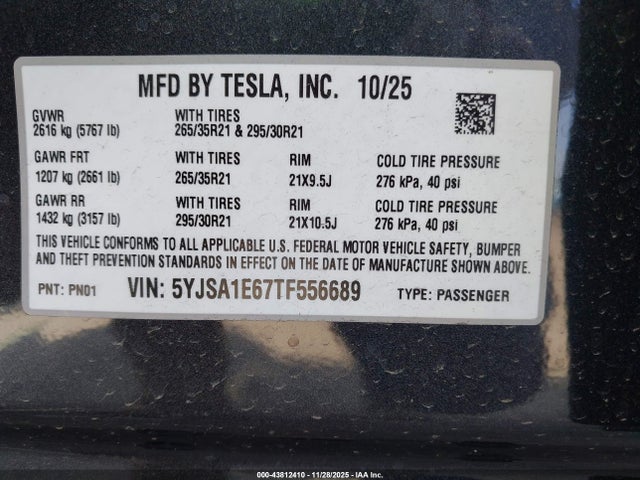 MFD BY TESLA, INC. 10/25
GVWR WITH TIRES
2616 kg (5767 lb) 265/35R21 & 295/30R21
GAWR FRT WITH TIRES RIM COLD TIRE PRESSURE
1207 kg (2661 lb) 265/35R21 21X9.5J 276 kPa, 40 psi
GAWR RR WITH TIRES RIM COLD TIRE PRESSURE
1432 kg (3157 lb) 295/30R21 21X10.5J 276 kPa, 40 psi
THIS VEHICLE CONFORMS TO ALL APPLICABLE U.S. FEDERAL MOTOR VEHICLE SAFETY, BUMPER
AND THEFT PREVENTION STANDARDS IN EFFECT ON THE DATE OF MANUFACTURE SHOWN ABOVE.
PNT: PN01 VIN: 5YJSA1E67TF556689 TYPE: PASSENGER
000-43812410 - 11/28/2025 - IAA Inc.